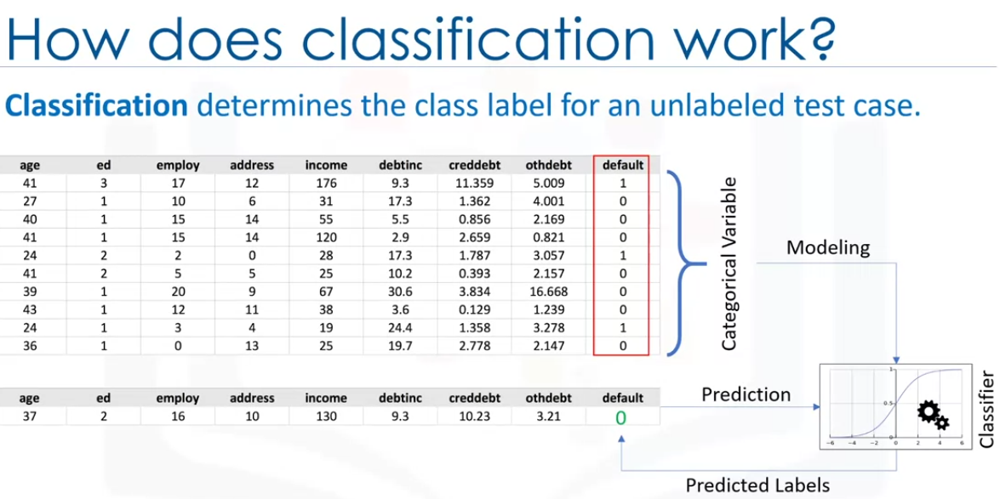 How does classification work?
Classification determines the class label for an unlabeled test case.
age ed employ address income debtinc creddebt othdebt default
41 3 17 12 176 9.3 11.359 5.009 1
27 1 10 6 31 17.3 1.362 4.001 0
40 1 15 14 55 5.5 0.856 2.169 0
41 1 15 14 120 2.9 2.659 0.821 0
24 2 2 0 28 17.3 1.787 3.057 1
41 2 5 5 25 10.2 0.393 2.157 0
39 1 20 9 67 30.6 3.834 16.668 0
43 1 12 11 38 3.6 0.129 1.239 0
24 1 3 4 19 24.4 1.358 3.278 1
36 1 0 13 25 19.7 2.778 2.147 0
Categorical Variable
Modeling
age ed employ address income debtinc creddebt othdebt default
37 2 16 10 130 9.3 10.23 3.21 0
Prediction
1
0.5
0
-6 -4 -2 0 2 4 6
Classifier
Predicted Labels